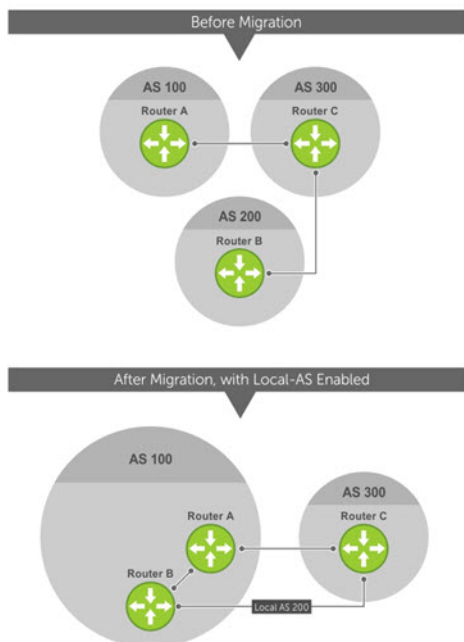 Before Migration
AS 100
AS 300
Router A
Router C
AS 200
Router B
After Migration, with Local-AS Enabled
AS 100
AS 300
Router A
Router C
Router B
Local AS 200